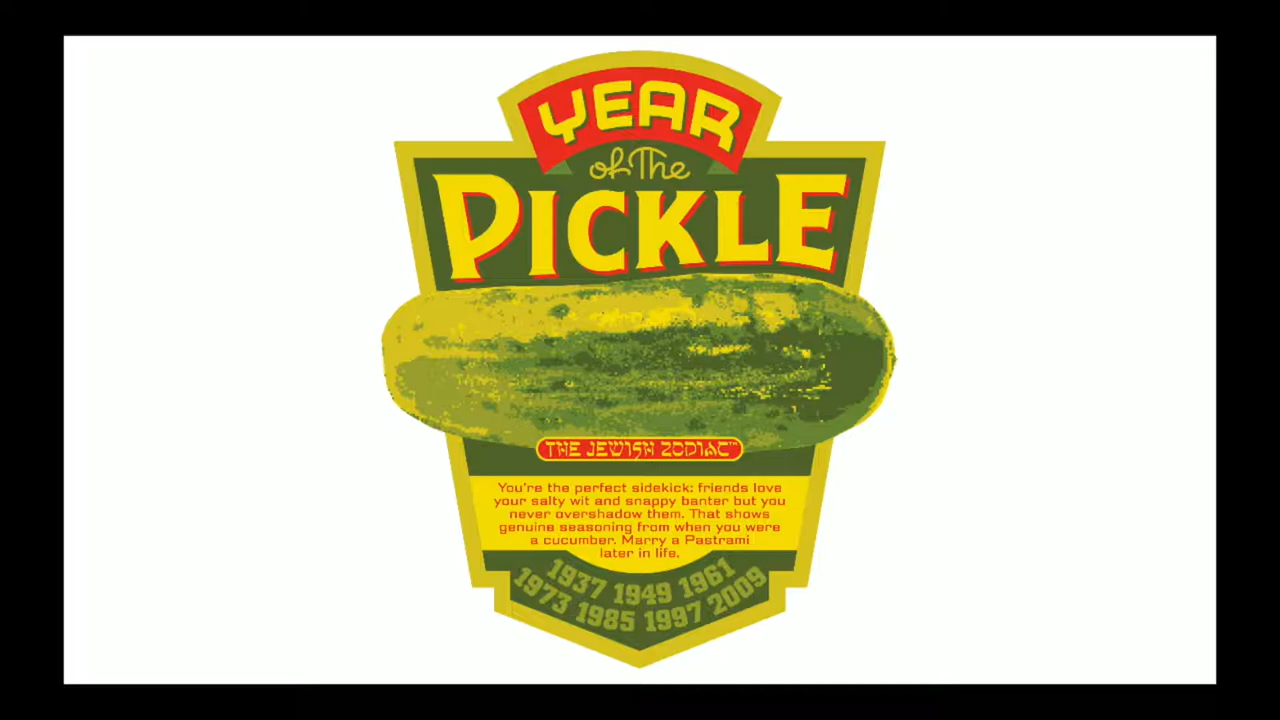 YEAR
of The
PICKLE
THE JEWISH ZODIAC™
You're the perfect sidekick; friends love
your salty wit and snappy banter but you
never overshadow them. That shows
genuine seasoning from when you were
a cucumber. Marry a Pastrami
later in life.
1937 1949 1961
1973 1985 1997 2009